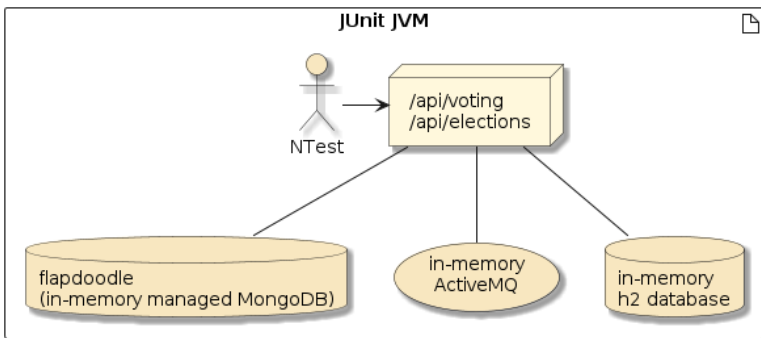 JUnit JVM
/api/voting
/api/elections
NTest
flapdoodle
(in-memory managed MongoDB)
in-memory
ActiveMQ
in-memory
h2 database